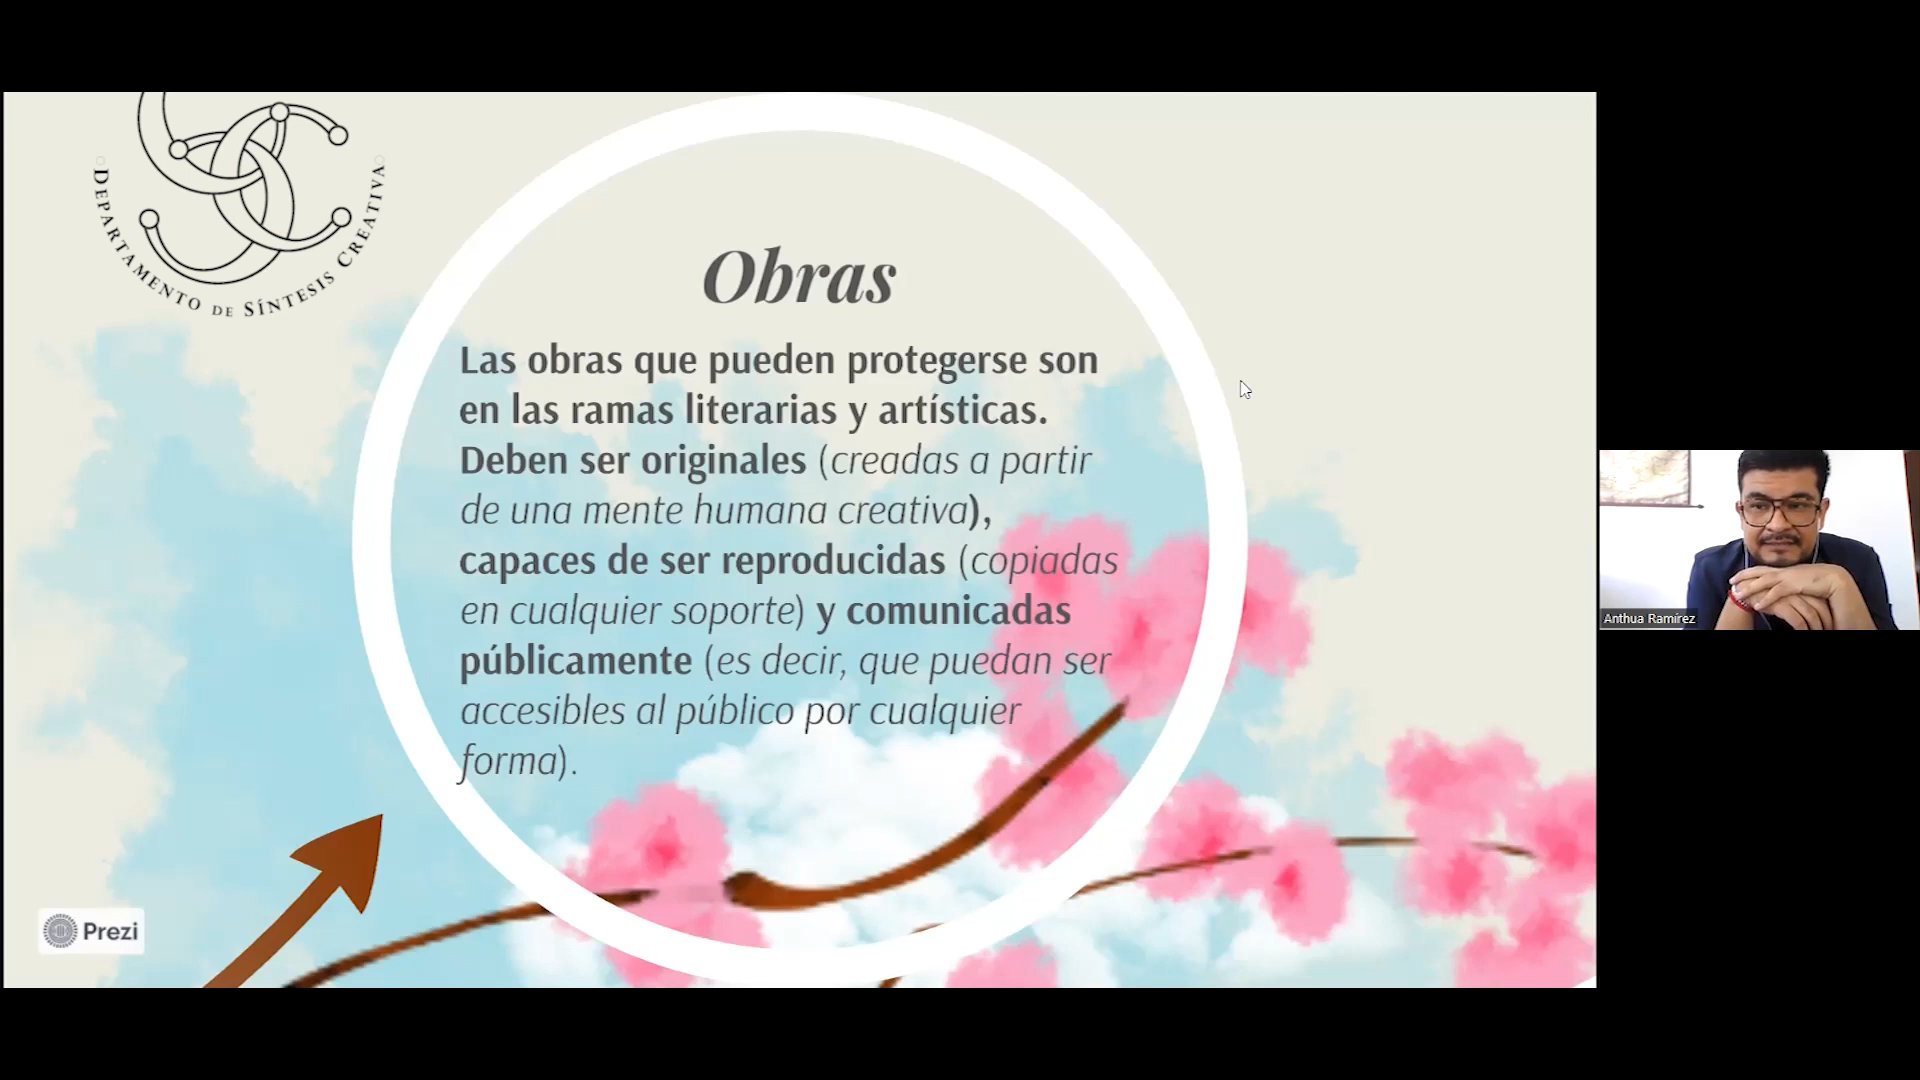 DEPARTAMENTO DE SÍNTESIS CREATIVA
Obras
Las obras que pueden protegerse son
en las ramas literarias y artísticas.
Deben ser originales (creadas a partir
de una mente humana creativa),
capaces de ser reproducidas (copiadas
en cualquier soporte) y comunicadas
públicamente (es decir, que puedan ser
accesibles al público por cualquier
forma).
Prezi
Anthua Ramírez